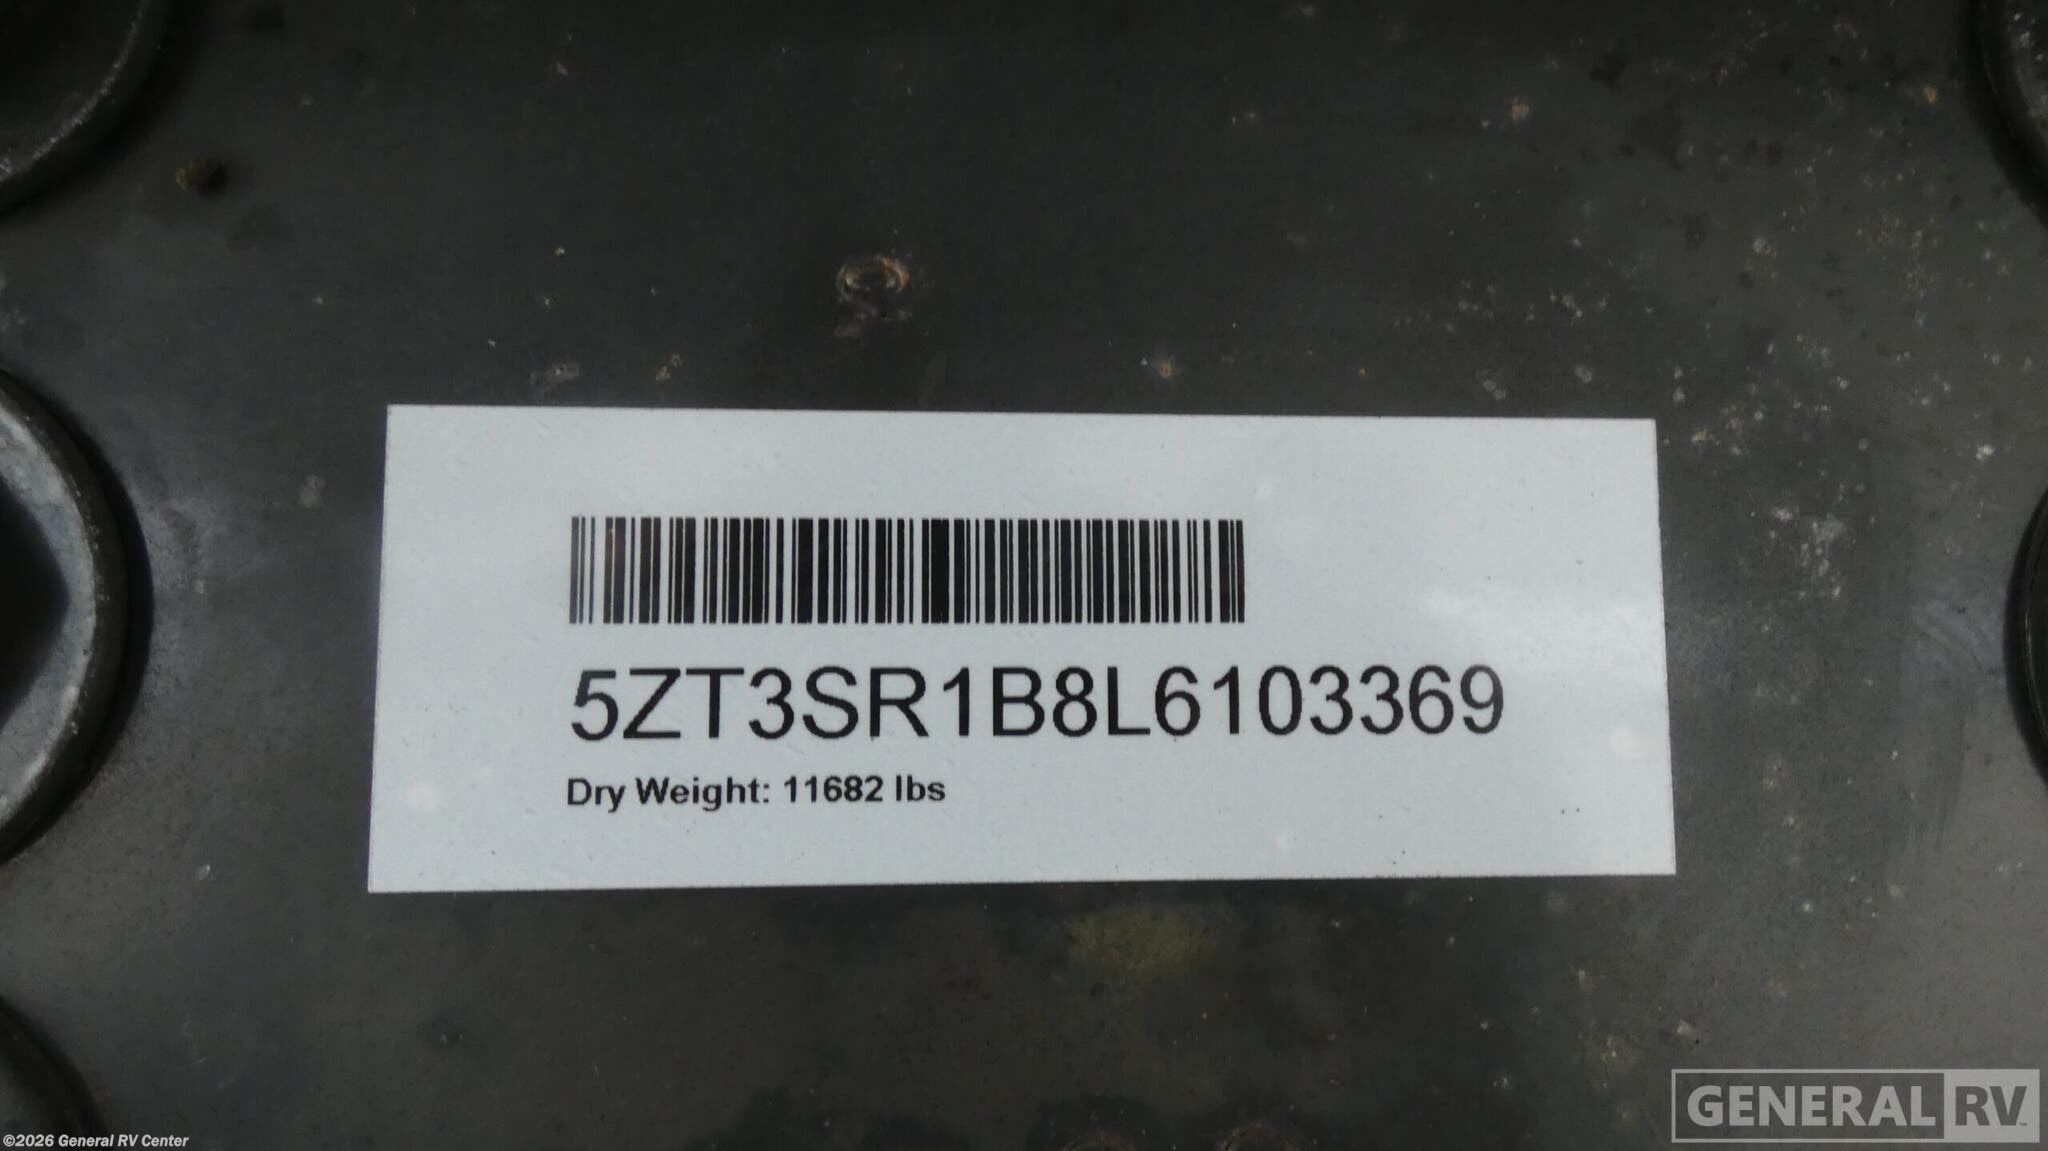 5ZT3SR1B8L6103369
Dry Weight: 11682 lbs
GENERAL RV
©2026 General RV Center